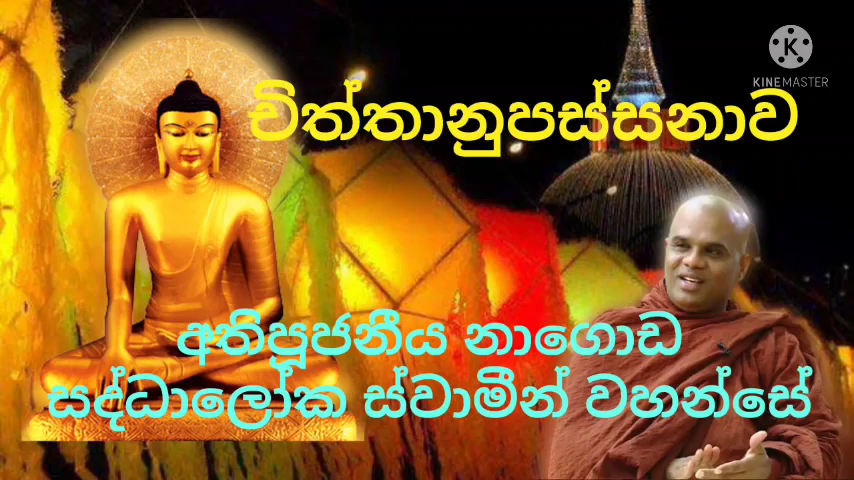 KINEMASTER
චිත්තානුපස්සනාව
අතිපූජනීය නාගොඩ
සද්ධාලෝක ස්වාමීන් වහන්සේ